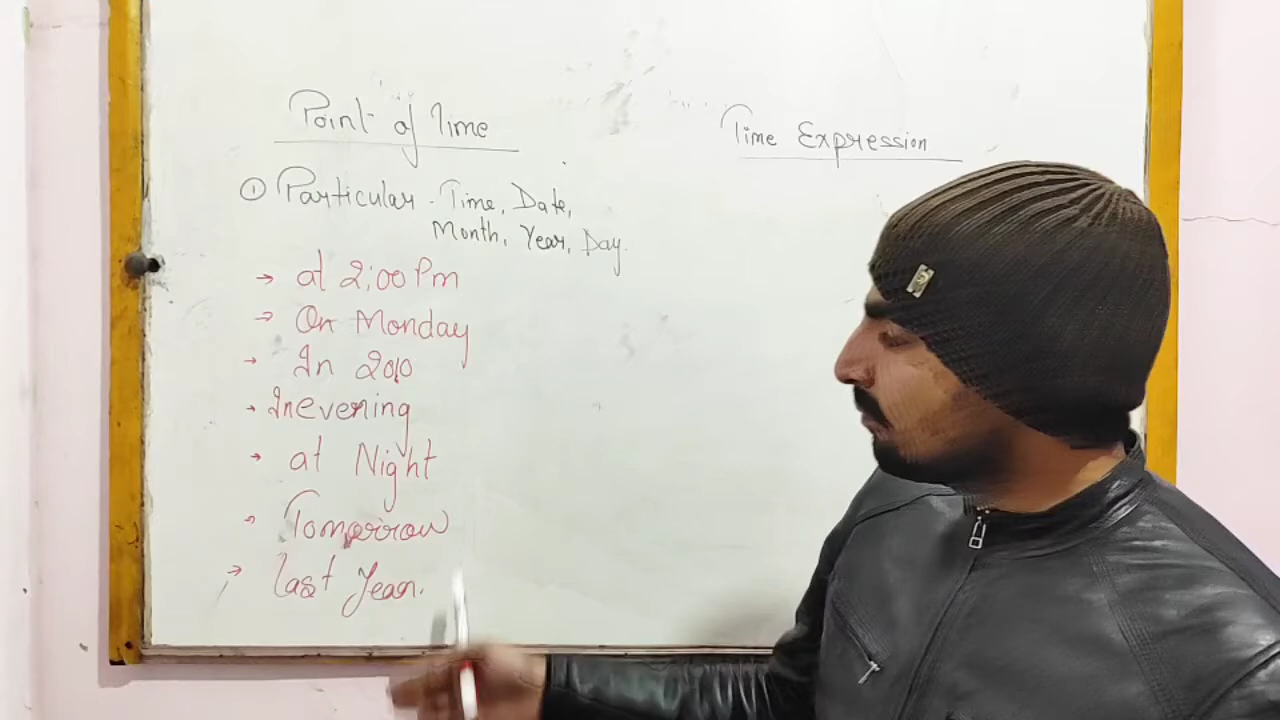 Point of Time
Time Expression
① Particular - Time, Date,
Month, Year, Day.
→ at 2:00 Pm
→ On Monday
→ In 2010
→ In evening
→ at Night
→ Tomorrow
→ last Year.